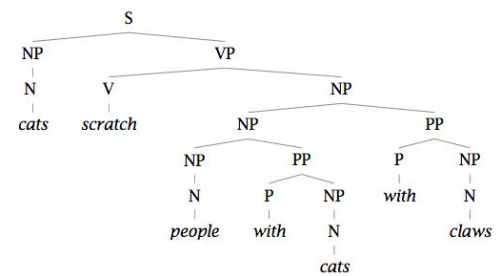 S
NP VP
N V NP
cats scratch NP PP
NP PP P NP
N P NP with N
people with N claws
cats